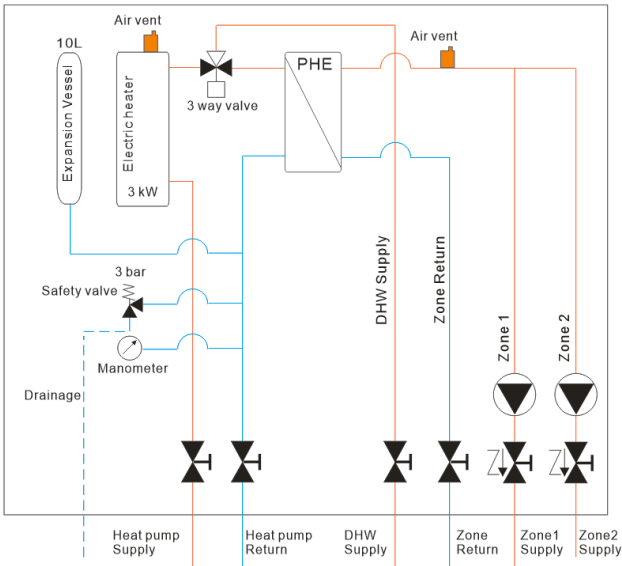 Air vent
10L
Expansion Vessel
Electric heater
3 kW
3 way valve
PHE
Air vent
3 bar
Safety valve
Manometer
Drainage
DHW Supply
Zone Return
Zone 1
Zone 2
Heat pump
Supply
Heat pump
Return
DHW
Supply
Zone
Return
Zone1
Supply
Zone2
Supply